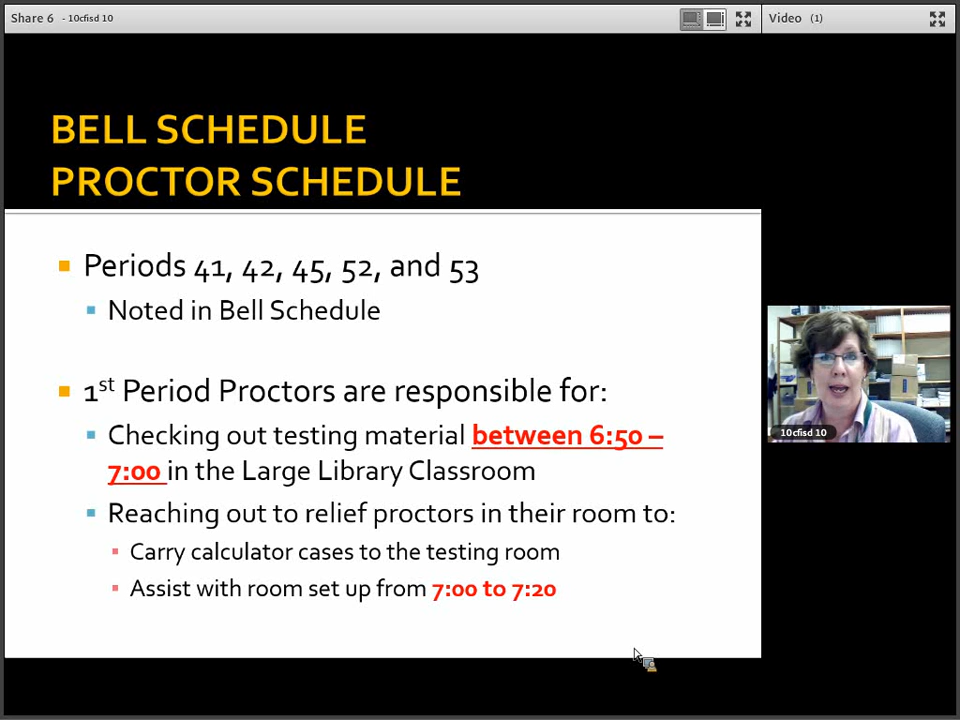 Share 6 - 10cfisd 10
Video (1)
BELL SCHEDULE
PROCTOR SCHEDULE
Periods 41, 42, 45, 52, and 53
Noted in Bell Schedule
1st Period Proctors are responsible for:
Checking out testing material between 6:50 –
7:00 in the Large Library Classroom
Reaching out to relief proctors in their room to:
Carry calculator cases to the testing room
Assist with room set up from 7:00 to 7:20
10cfisd 10